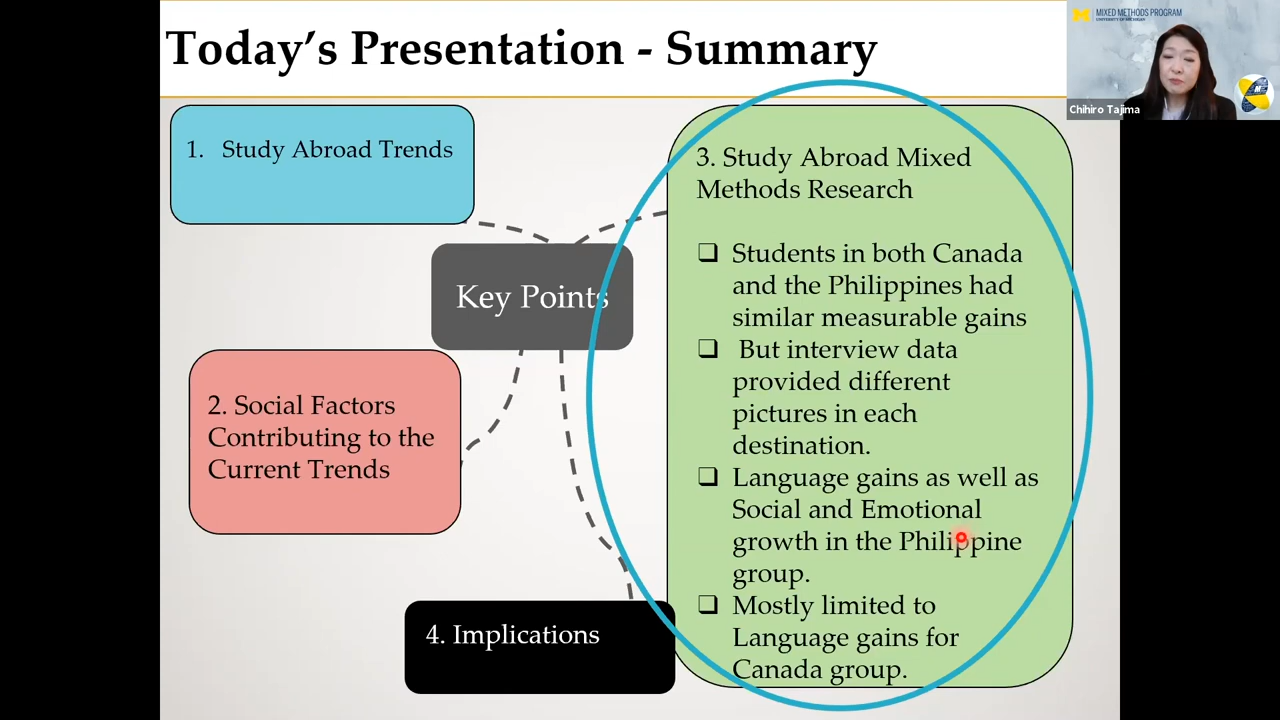 Today's Presentation - Summary
MIXED METHODS PROGRAM
UNIVERSITY OF MICHIGAN
Chihiro Tajima
1. Study Abroad Trends
Key Points
2. Social Factors
Contributing to the
Current Trends
3. Study Abroad Mixed
Methods Research
❑ Students in both Canada
and the Philippines had
similar measurable gains
❑ But interview data
provided different
pictures in each
destination.
❑ Language gains as well as
Social and Emotional
growth in the Philippine
group.
❑ Mostly limited to
Language gains for
Canada group.
4. Implications